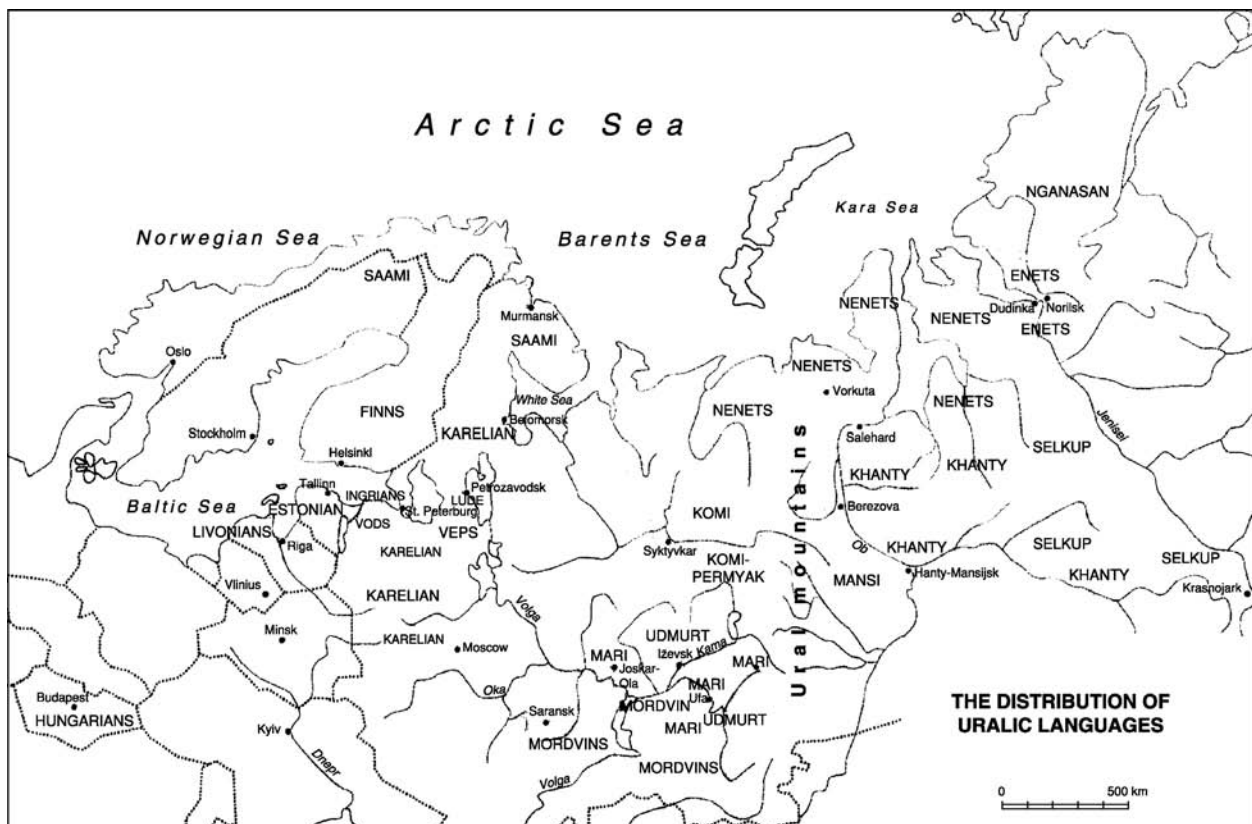 Arctic Sea
NGANASAN
Kara Sea
Norwegian Sea
Barents Sea
SAAMI
ENETS
Murmansk
NENETS
Dudinka
Norilsk
NENETS
ENETS
SAAMI
Oslo
NENETS
Vorkuta
White Sea
NENETS
NENETS
FINNS
Belomorsk
Jenisei
Stockholm
KARELIAN
Salehard
SELKUP
Helsinki
KHANTY
KHANTY
Tallinn
INGRIANS
Petrozavodsk
LUDE
Baltic Sea
ESTONIAN
St. Peterburg
Berezova
VODS
KOMI
LIVONIANS
VEPS
Riga
KARELIAN
Syktyvkar
Ob
KHANTY
SELKUP
SELKUP
KOMI-
PERMYAK
Hanty-Mansijsk
KHANTY
Vlinius
KARELIAN
MANSI
Krasnojark
Volga
Ural mountains
Minsk
KARELIAN
Moscow
UDMURT
Kama
MARI
Iževsk
MARI
Joskar-
Ola
Oka
MARI
Ufa
Budapest
HUNGARIANS
MORDVIN
THE DISTRIBUTION OF
URALIC LANGUAGES
Saransk
MARI
UDMURT
Kyiv
MORDVINS
Dnepr
MORDVINS
Volga
0 500 km